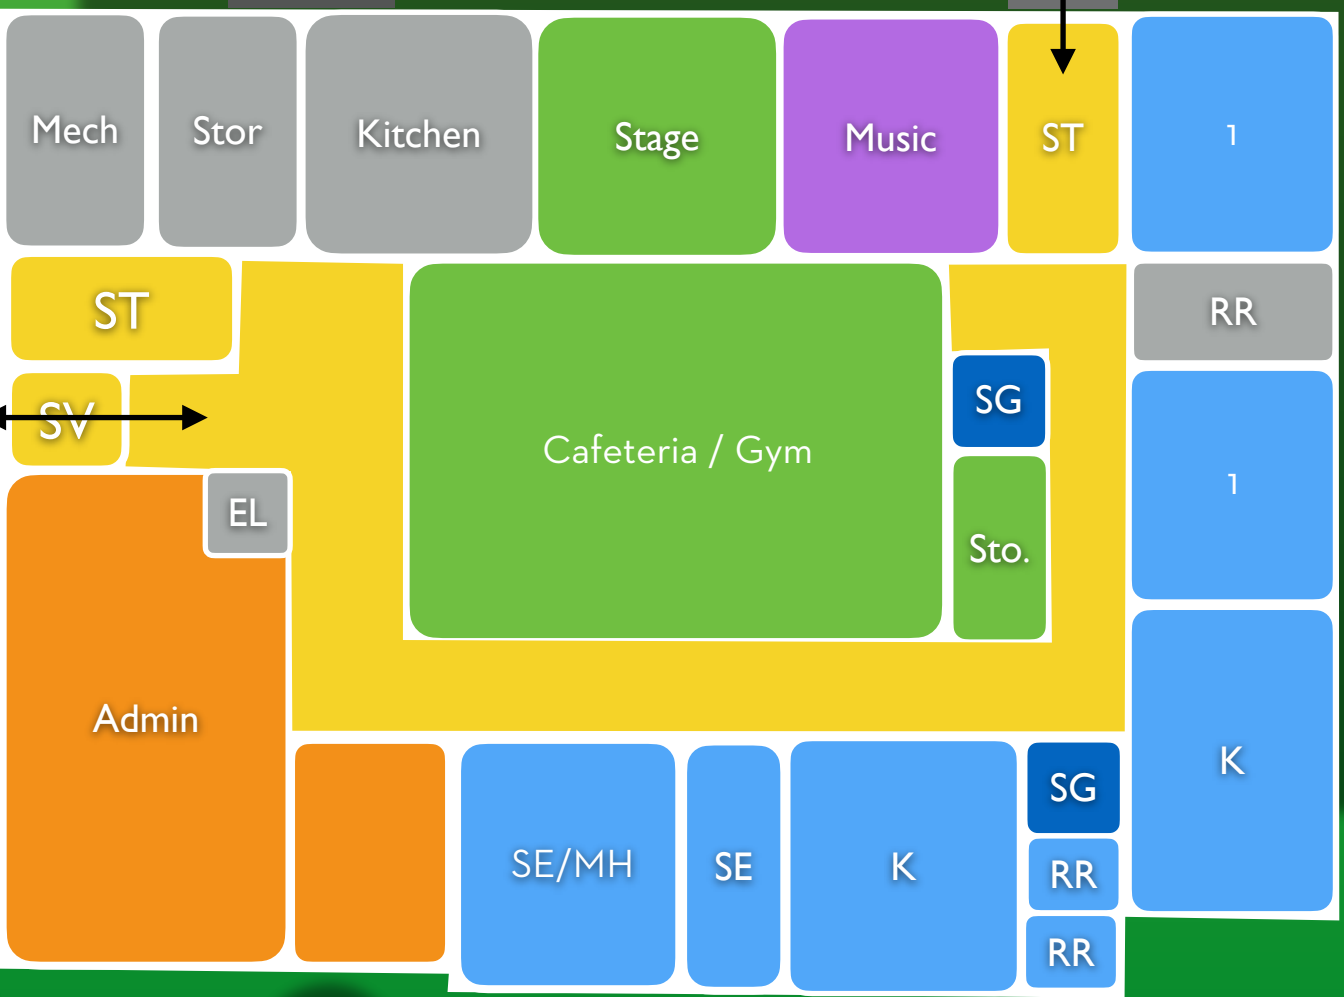 Mech
Stor
Kitchen
Stage
Music
ST
1
ST
RR
SV
SG
Cafeteria / Gym
1
EL
Sto.
Admin
K
SG
SE/MH
SE
K
RR
RR